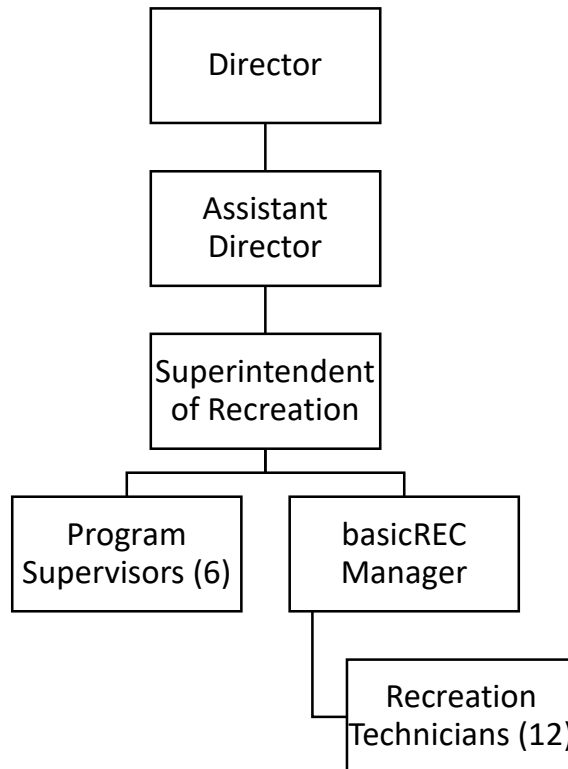 Director
Assistant
Director
Superintendent
of Recreation
Program
Supervisors (6)
basicREC
Manager
Recreation
Technicians (12)